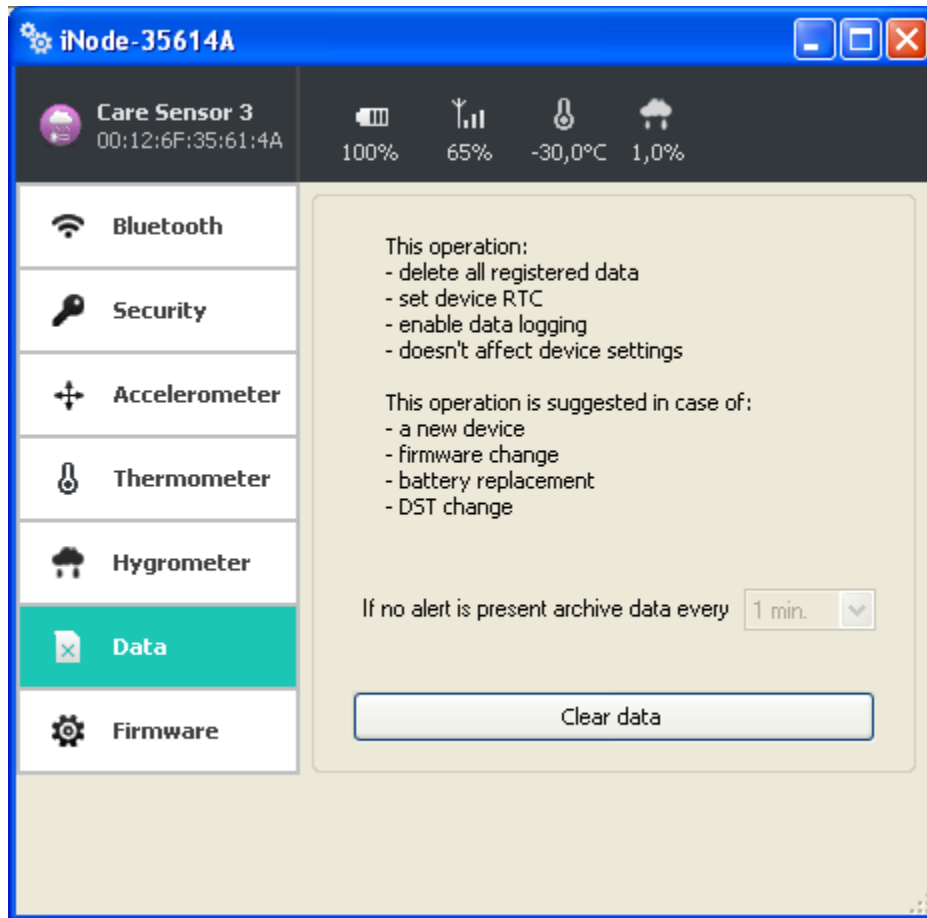 iNode-35614A
Care Sensor 3
00:12:6F:35:61:4A
100% 65% -30,0°C 1,0%
Bluetooth
Security
Accelerometer
Thermometer
Hygrometer
Data
Firmware
This operation:
- delete all registered data
- set device RTC
- enable data logging
- doesn't affect device settings
This operation is suggested in case of:
- a new device
- firmware change
- battery replacement
- DST change
If no alert is present archive data every 1 min.
Clear data